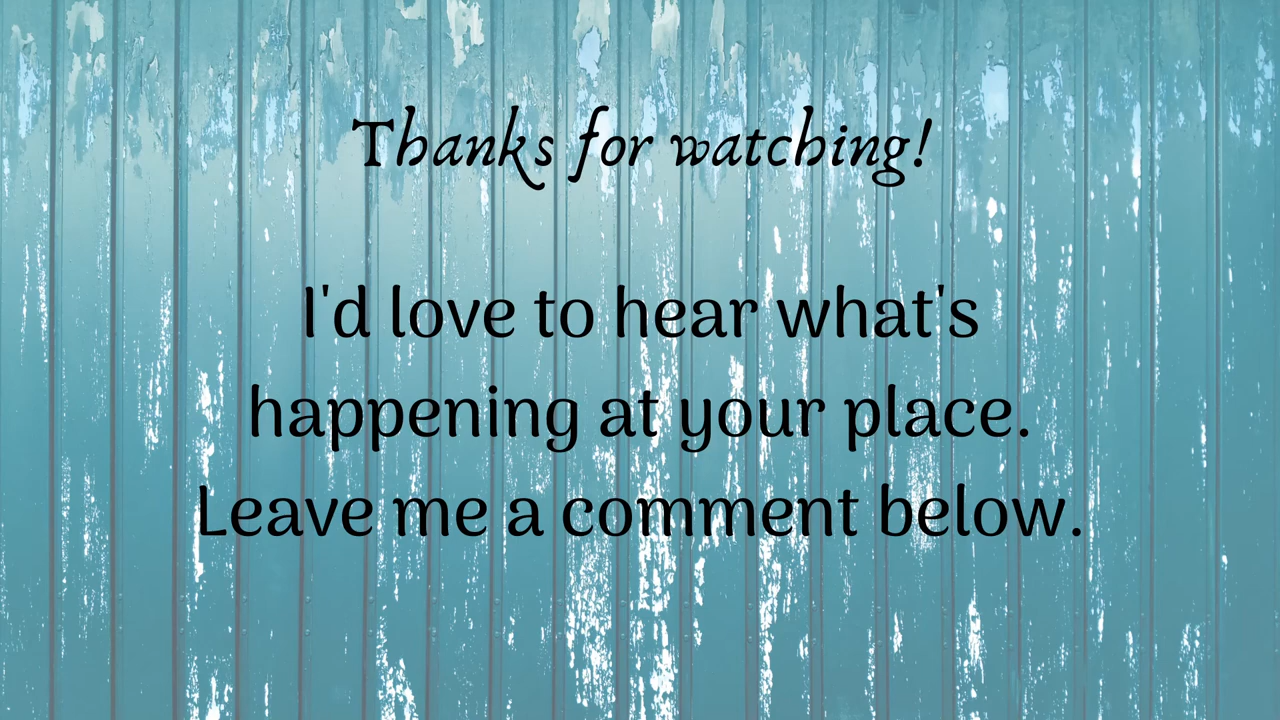 Thanks for watching!
I'd love to hear what's
happening at your place.
Leave me a comment below.